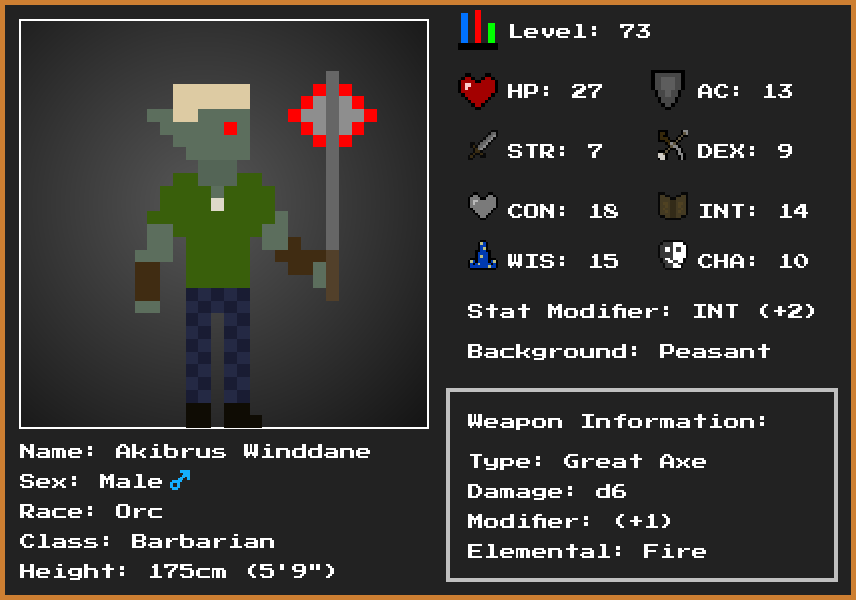 Level: 73
HP: 27
AC: 13
STR: 7
DEX: 9
CON: 18
INT: 14
WIS: 15
CHA: 10
Stat Modifier: INT (+2)
Background: Peasant
Weapon Information:
Type: Great Axe
Damage: d6
Modifier: (+1)
Elemental: Fire
Name: Akibrus Winddane
Sex: Male♂
Race: Orc
Class: Barbarian
Height: 175cm (5'9")